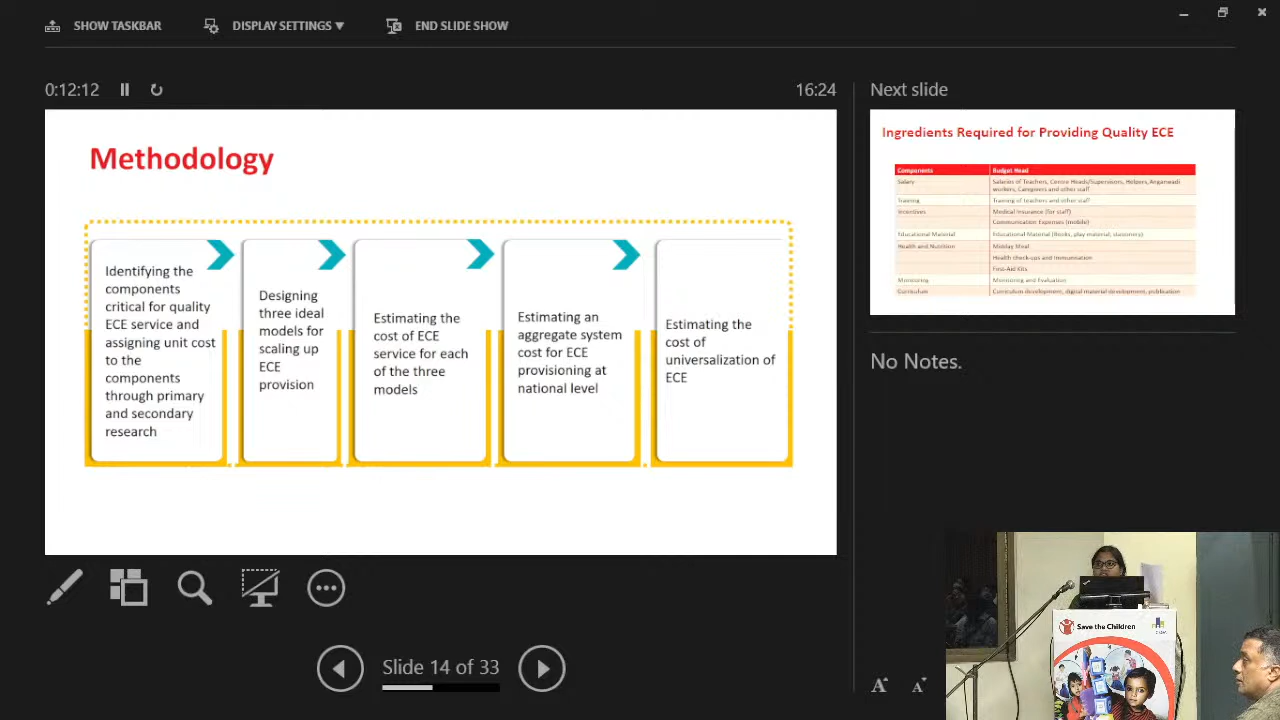 SHOW TASKBAR
DISPLAY SETTINGS ▼
END SLIDE SHOW
0:12:12
16:24
Next slide
Methodology
Identifying the
components
critical for quality
ECE service and
assigning unit cost
to the
components
through primary
and secondary
research
Designing
three ideal
models for
scaling up
ECE
provision
Estimating the
cost of ECE
service for each
of the three
models
Estimating an
aggregate system
cost for ECE
provisioning at
national level
Estimating the
cost of
universalization of
ECE
Ingredients Required for Providing Quality ECE
Components
Budget Head
Salary
Salaries of Teachers, Centre Heads/Supervisors, Helpers, Anganwadi
workers, Caregivers and other staff
Training
Training of Teachers and other staff
Incentives
Medical Insurance (for staff)
Communication Expenses (mobile)
Educational Material
Educational Material (Books, play material, stationery)
Health and Nutrition
Midday Meal
Health check-ups and Immunisation
First-Aid Kits
Monitoring
Monitoring and Evaluation
Curriculum
Curriculum development, digital material development, publication
No Notes.
Slide 14 of 33
A A
Save the Children